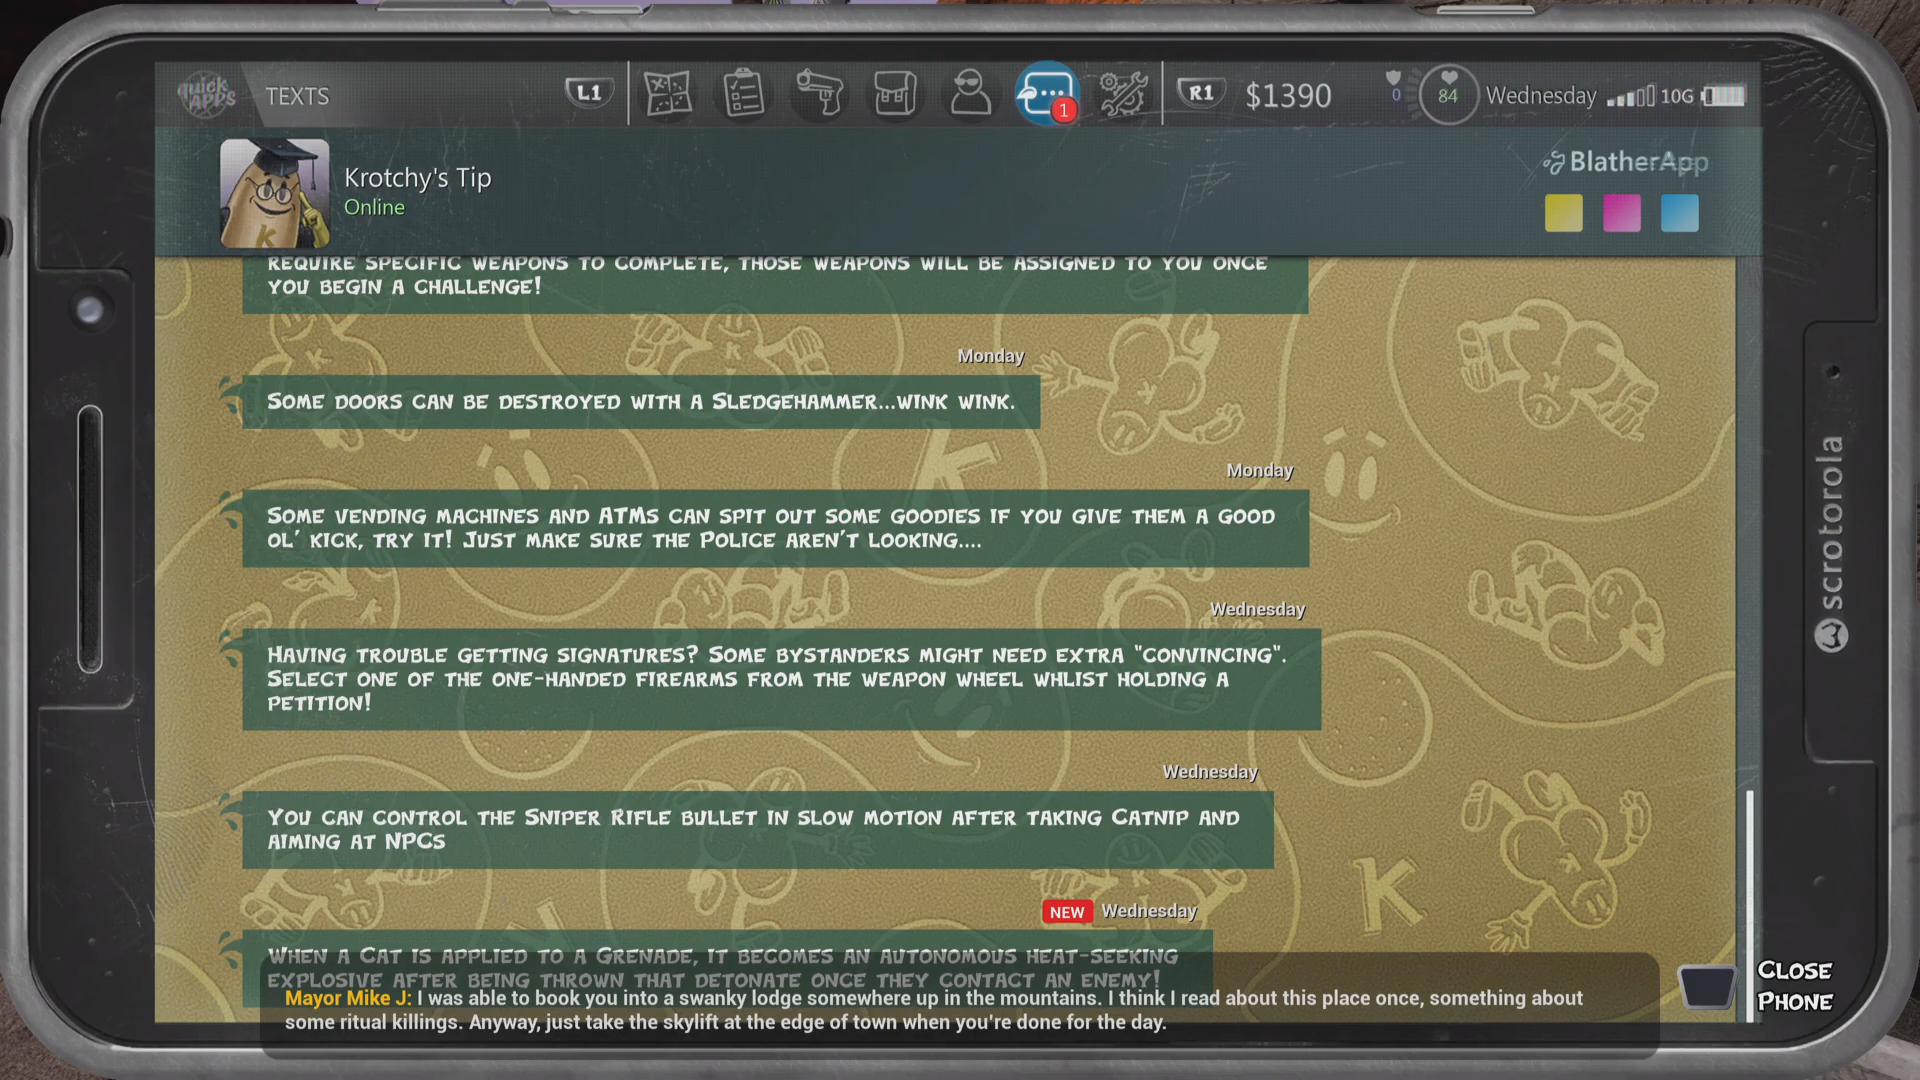 quick apps
TEXTS
L1
1
R1
$1390
0
84
Wednesday
10G
Krotchy's Tip
Online
BlatherApp
REQUIRE SPECIFIC WEAPONS TO COMPLETE, THOSE WEAPONS WILL BE ASSIGNED TO YOU ONCE
YOU BEGIN A CHALLENGE!
Monday
SOME DOORS CAN BE DESTROYED WITH A SLEDGEHAMMER...WINK WINK.
Monday
SOME VENDING MACHINES AND ATMS CAN SPIT OUT SOME GOODIES IF YOU GIVE THEM A GOOD
OL' KICK, TRY IT! JUST MAKE SURE THE POLICE AREN'T LOOKING....
Wednesday
HAVING TROUBLE GETTING SIGNATURES? SOME BYSTANDERS MIGHT NEED EXTRA "CONVINCING".
SELECT ONE OF THE ONE-HANDED FIREARMS FROM THE WEAPON WHEEL WHLIST HOLDING A
PETITION!
Wednesday
YOU CAN CONTROL THE SNIPER RIFLE BULLET IN SLOW MOTION AFTER TAKING CATNIP AND
AIMING AT NPCS
NEW Wednesday
WHEN A CAT IS APPLIED TO A GRENADE, IT BECOMES AN AUTONOMOUS HEAT-SEEKING
EXPLOSIVE AFTER BEING THROWN THAT DETONATE ONCE THEY CONTACT AN ENEMY!
Mayor Mike J: I was able to book you into a swanky lodge somewhere up in the mountains. I think I read about this place once, something about
some ritual killings. Anyway, just take the skylift at the edge of town when you're done for the day.
CLOSE
PHONE
scrotorola